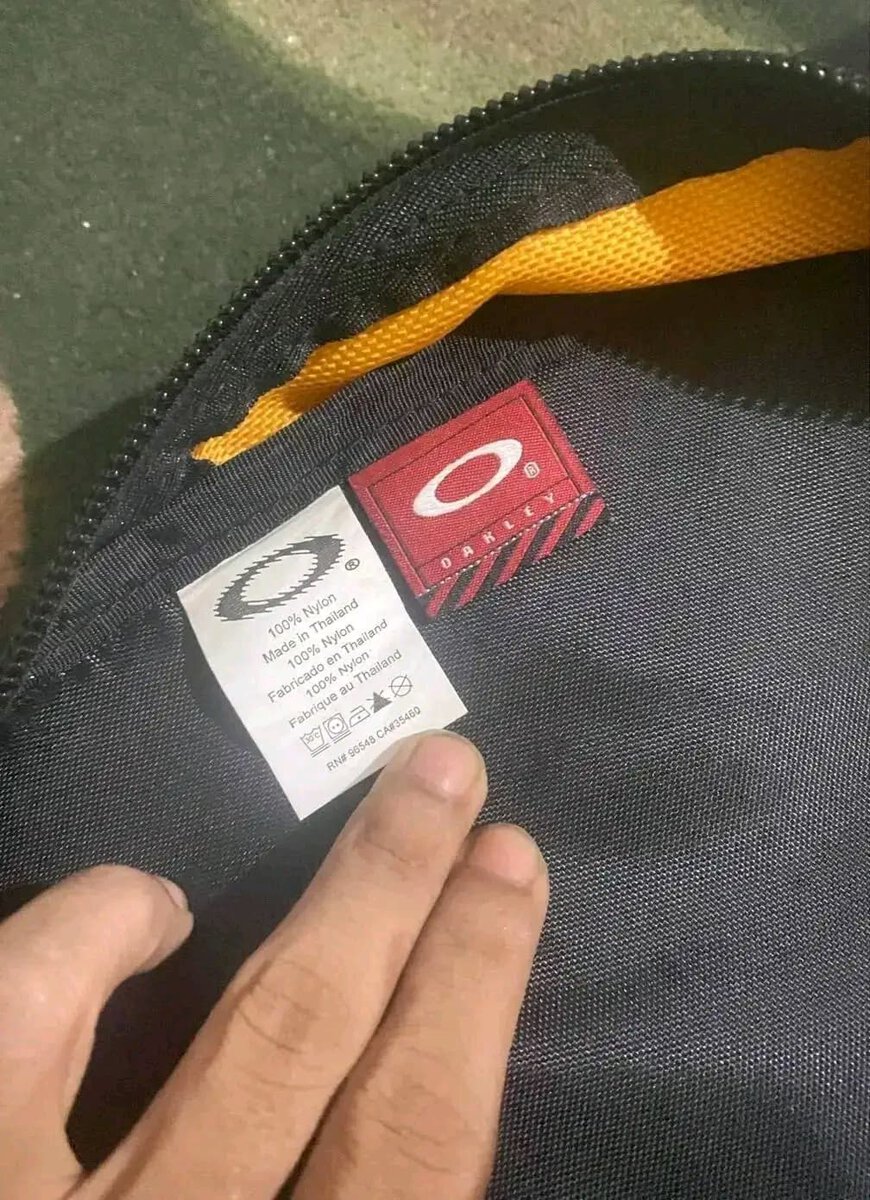 100% Nylon
Made in Thailand
100% Nylon
Fabricado en Thailand
100% Nylon
Fabrique au Thailand
30°C
RN# 96548 CA#35460
®
OAKLEY
®